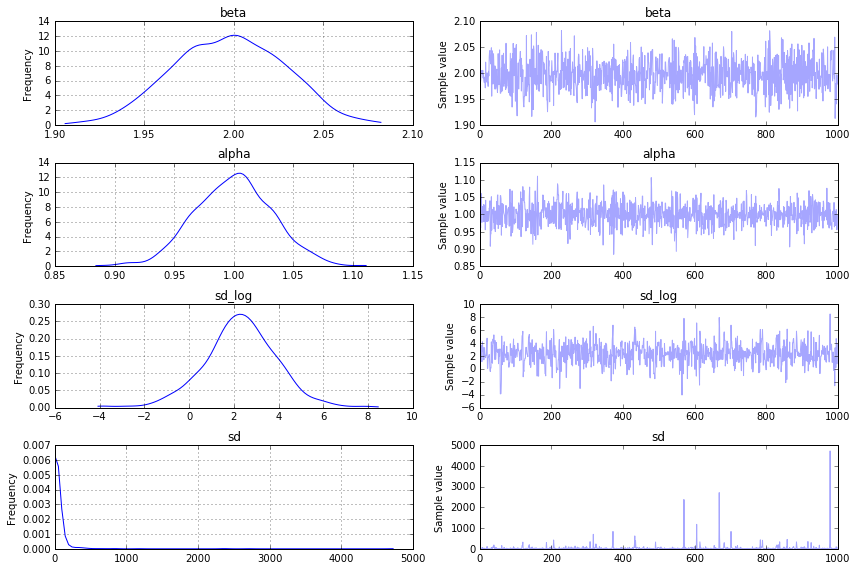 beta
Frequency
14
12
10
8
6
4
2
0
1.90 1.95 2.00 2.05 2.10
beta
Sample value
2.10
2.05
2.00
1.95
1.90
0 200 400 600 800 1000
alpha
Frequency
14
12
10
8
6
4
2
0
0.85 0.90 0.95 1.00 1.05 1.10 1.15
alpha
Sample value
1.15
1.10
1.05
1.00
0.95
0.90
0.85
0 200 400 600 800 1000
sd_log
Frequency
0.30
0.25
0.20
0.15
0.10
0.05
0.00
−6 −4 −2 0 2 4 6 8 10
sd_log
Sample value
10
8
6
4
2
0
−2
−4
−6
0 200 400 600 800 1000
sd
Frequency
0.007
0.006
0.005
0.004
0.003
0.002
0.001
0.000
0 1000 2000 3000 4000 5000
sd
Sample value
5000
4000
3000
2000
1000
0
0 200 400 600 800 1000